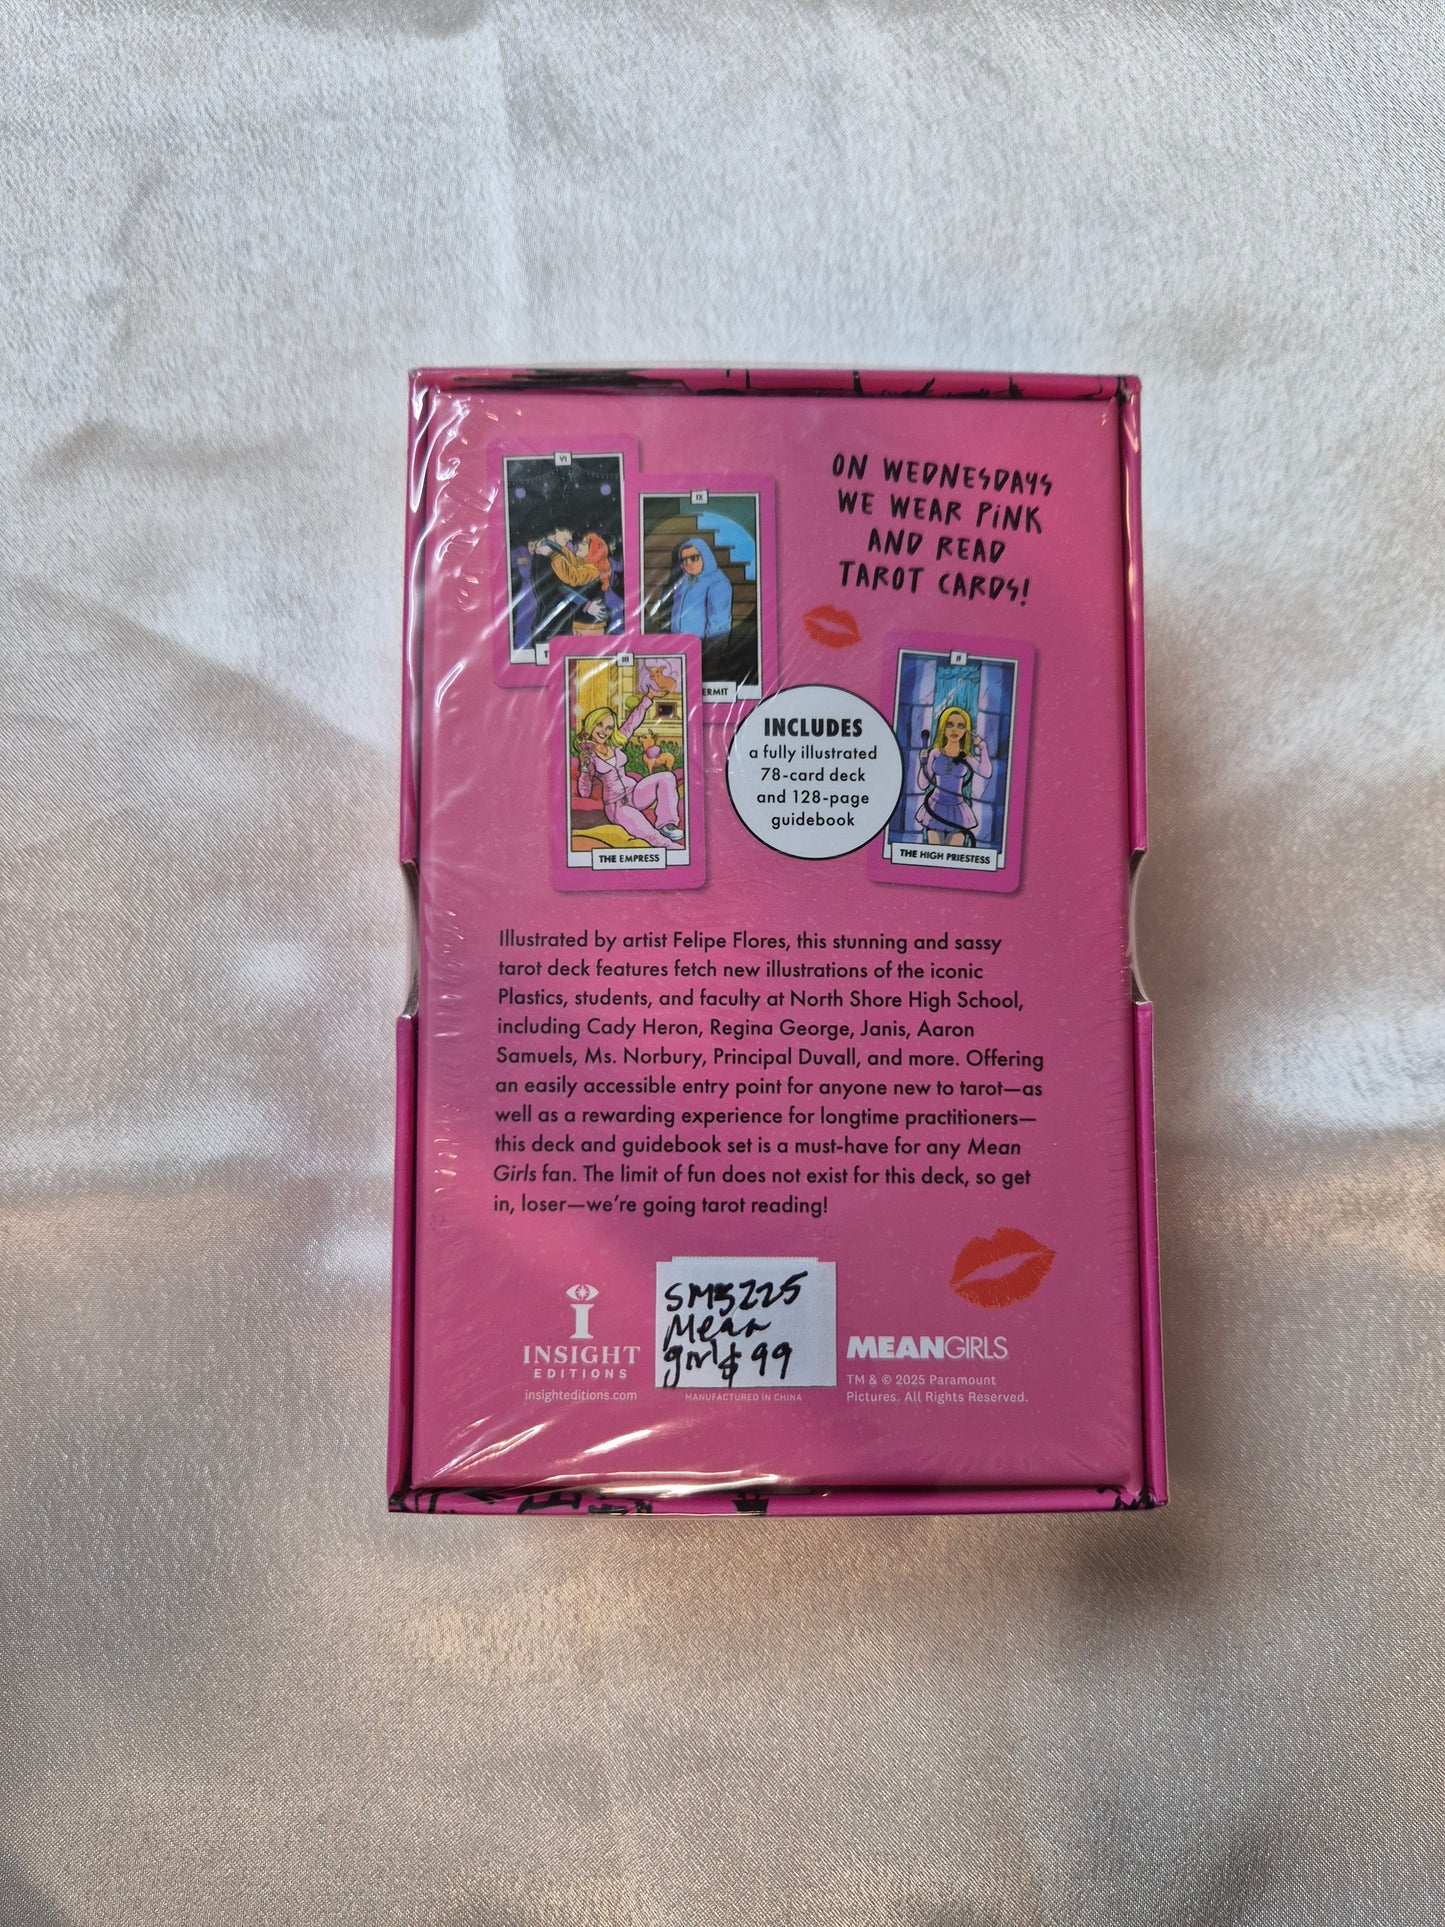 ON WEDNESDAYS
WE WEAR PiNK
AND READ
TAROT CARDS!
VI
IX
ERMIT
III
THE EMPRESS
II
THE HIGH PRIESTESS
INCLUDES
a fully illustrated
78-card deck
and 128-page
guidebook
Illustrated by artist Felipe Flores, this stunning and sassy
tarot deck features fetch new illustrations of the iconic
Plastics, students, and faculty at North Shore High School,
including Cady Heron, Regina George, Janis, Aaron
Samuels, Ms. Norbury, Principal Duvall, and more. Offering
an easily accessible entry point for anyone new to tarot—as
well as a rewarding experience for longtime practitioners—
this deck and guidebook set is a must-have for any Mean
Girls fan. The limit of fun does not exist for this deck, so get
in, loser—we're going tarot reading!
INSIGHT
EDITIONS
insighteditions.com
SM5225
Mean
girl $99
MANUFACTURED IN CHINA
MEANGIRLS
TM & © 2025 Paramount
Pictures. All Rights Reserved.